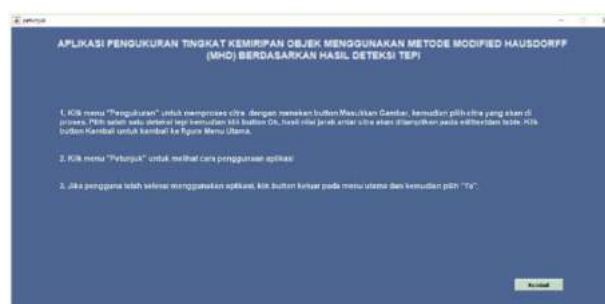 petunjuk
APLIKASI PENGUKURAN TINGKAT KEMIRIPAN OBJEK MENGGUNAKAN METODE MODIFIED HAUSDORFF
(MHD) BERDASARKAN HASIL DETEKSI TEPI
1. Klik menu "Pengukuran" untuk memproses citra dengan menekan button Masukkan Gambar, kemudian pilih citra yang akan di
proses. Pilih salah satu deteksi tepi kemudian klik button Ok, hasil nilai jarak antar citra akan ditampilkan pada edittext dan table. Klik
button Kembali untuk kembali ke figure Menu Utama.
2. Klik menu "Petunjuk" untuk melihat cara penggunaan aplikasi
3. Jika pengguna telah selesai menggunakan aplikasi, klik button keluar pada menu utama dan kemudian pilih "Ya".
Kembali